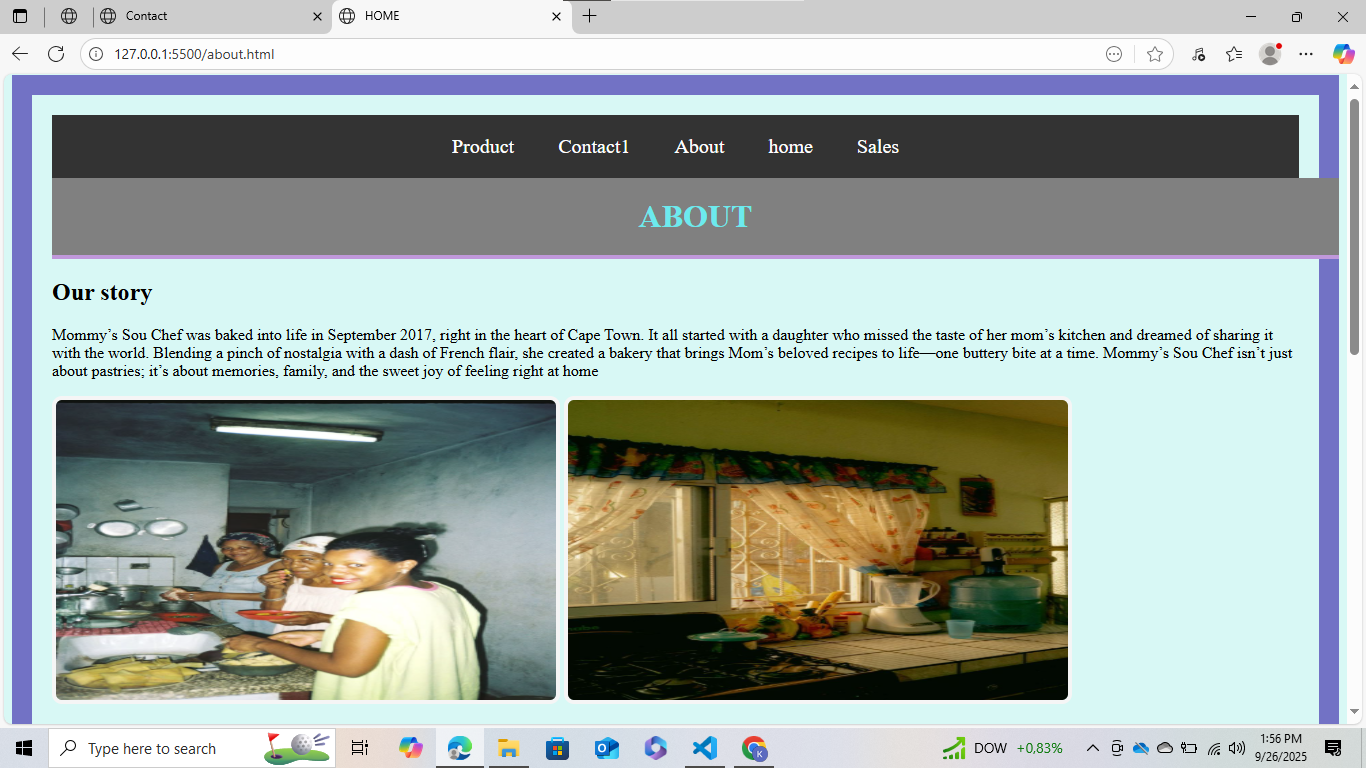 Contact
HOME
127.0.0.1:5500/about.html
Product Contact1 About home Sales
ABOUT
Our story
Mommy’s Sou Chef was baked into life in September 2017, right in the heart of Cape Town. It all started with a daughter who missed the taste of her mom’s kitchen and dreamed of sharing it
with the world. Blending a pinch of nostalgia with a dash of French flair, she created a bakery that brings Mom’s beloved recipes to life—one buttery bite at a time. Mommy’s Sou Chef isn’t just
about pastries; it’s about memories, family, and the sweet joy of feeling right at home
Type here to search
K
DOW +0,83%
1:56 PM
9/26/2025